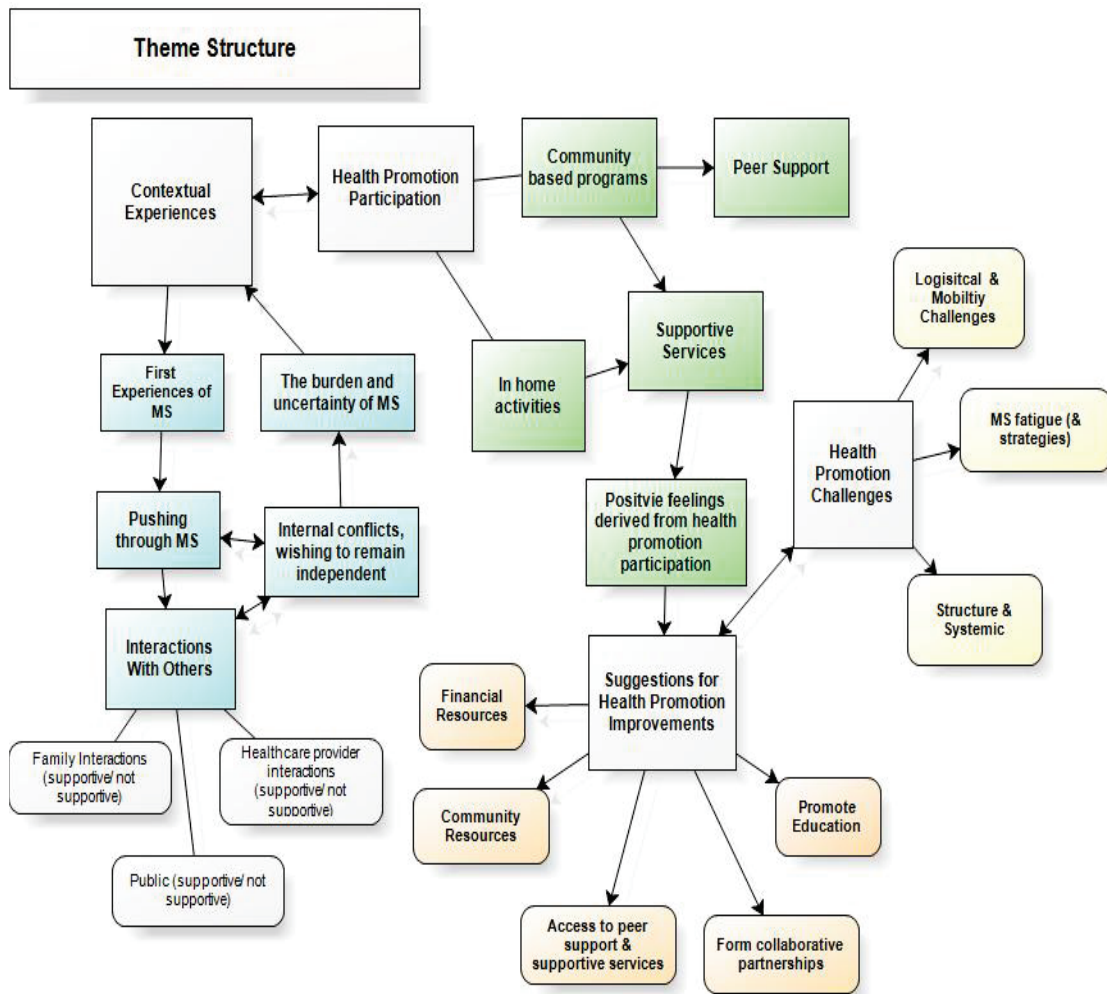 Theme Structure
Contextual
Experiences
Health Promotion
Participation
Community
based programs
Peer Support
Logisitcal & 
Mobiltiy
Challenges
Supportive
Services
First
Experiences of
MS
The burden and
uncertainty of MS
In home
activities
MS fatigue (&
strategies)
Health
Promotion
Challenges
Pushing
through MS
Internal conflicts,
wishing to remain
independent
Positvie feelings
derived from health
promotion
participation
Structure &
Systemic
Interactions
With Others
Suggestions for
Health Promotion
Improvements
Financial
Resources
Family Interactions
(supportive/ not
supportive)
Healthcare provider
interactions
(supportive/ not
supportive)
Community
Resources
Promote
Education
Public (supportive/ not
supportive)
Access to peer
support &
supportive services
Form collaborative
partnerships